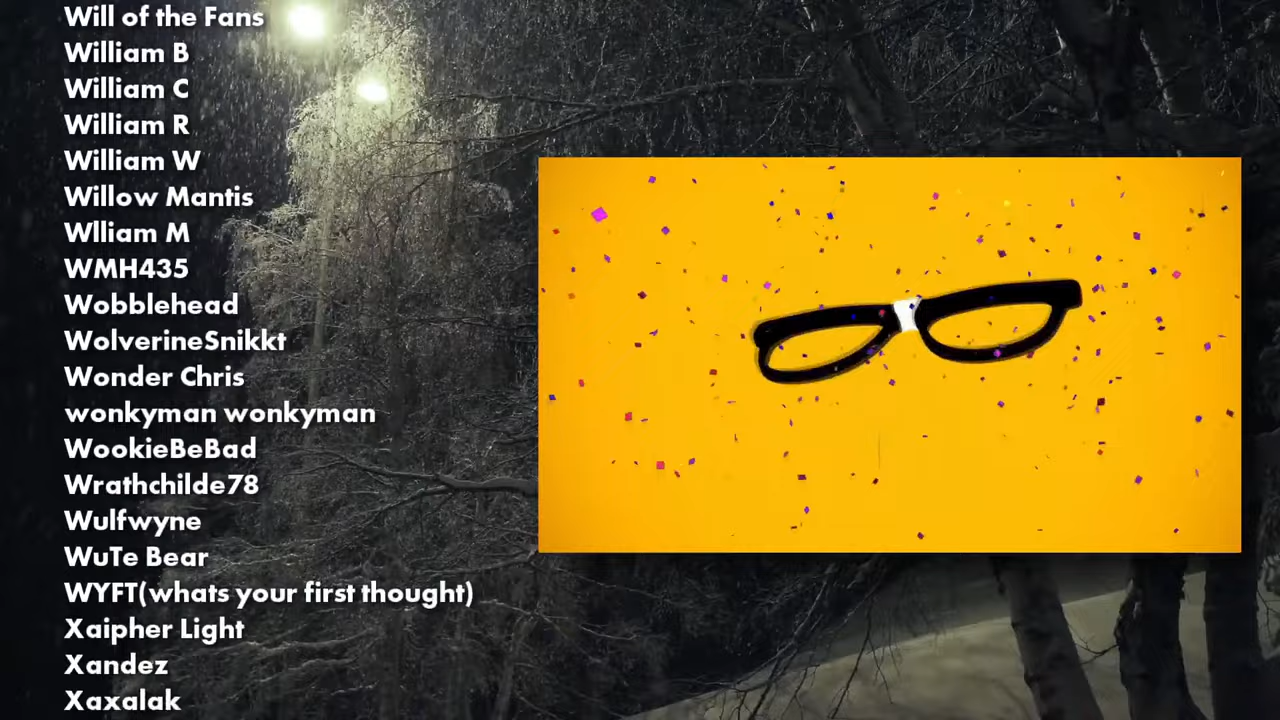 Will of the Fans
William B
William C
William R
William W
Willow Mantis
Wlliam M
WMH435
Wobblehead
WolverineSnikkt
Wonder Chris
wonkyman wonkyman
WookieBeBad
Wrathchilde78
Wulfwyne
WuTe Bear
WYFT(whats your first thought)
Xaipher Light
Xandez
Xaxalak